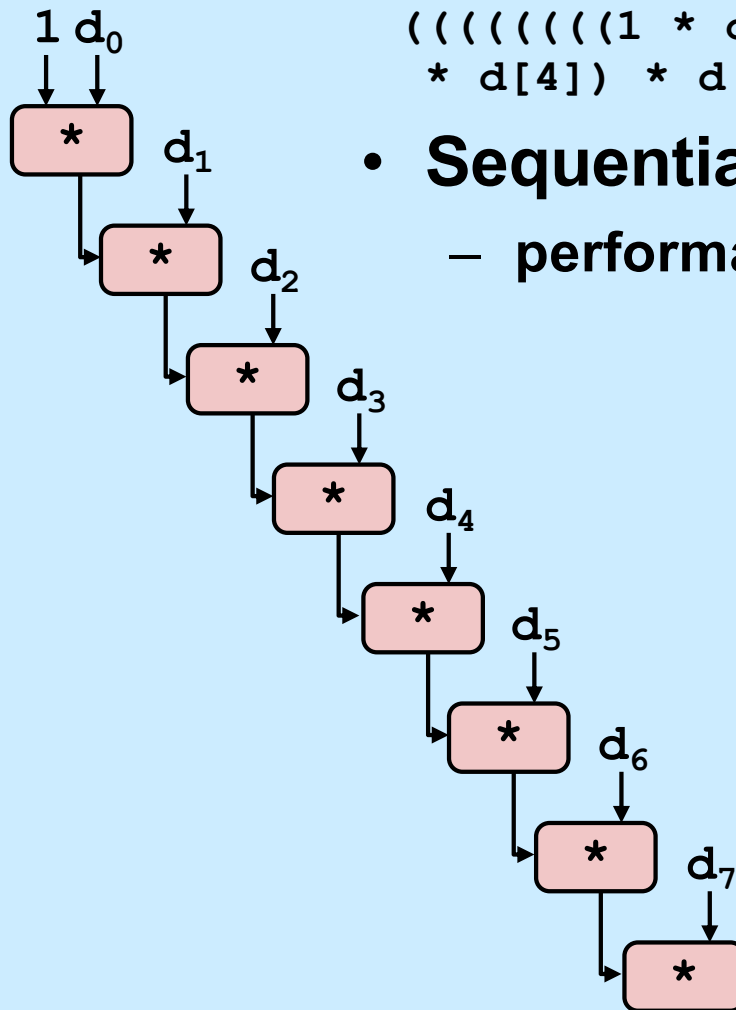 1 d₀
((((((((1 * d
* d[4]) * d
*
d₁
• Sequentia
*
d₂
– performa
*
d₃
*
d₄
*
d₅
*
d₆
*
d₇
*